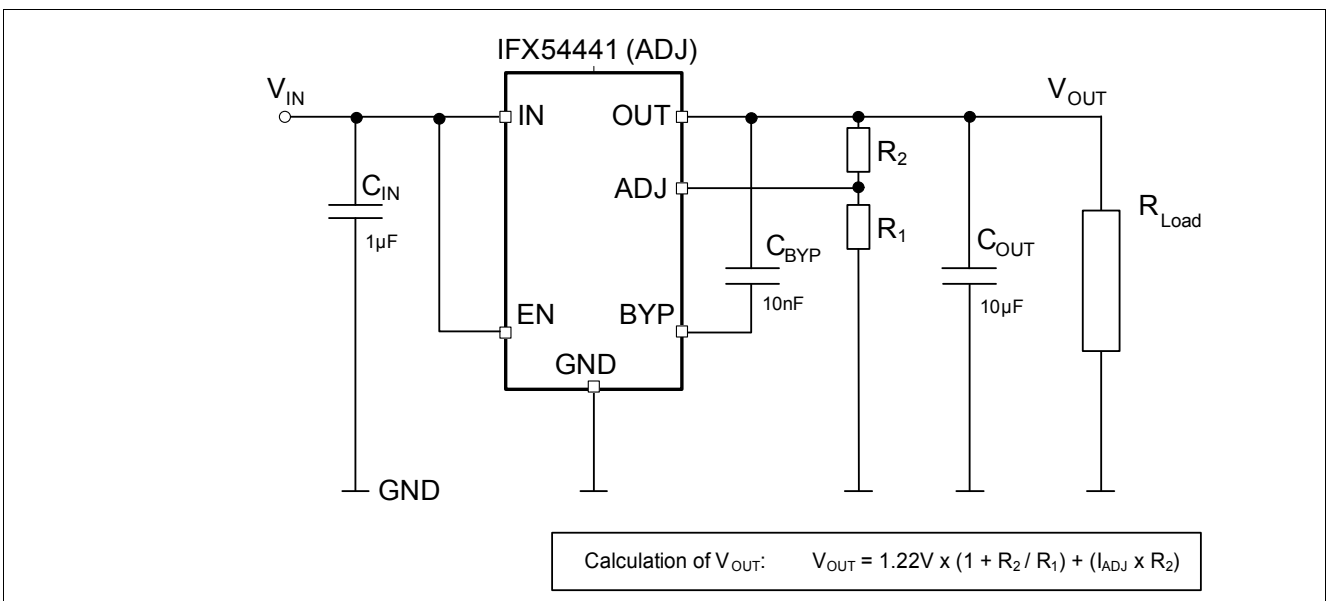 IFX54441 (ADJ)
V_IN
V_OUT
IN
OUT
R_2
ADJ
C_IN
1µF
R_1
R_Load
C_BYP
10nF
C_OUT
10µF
EN
BYP
GND
GND
Calculation of V_OUT: V_OUT = 1.22V x (1 + R_2 / R_1) + (I_ADJ x R_2)